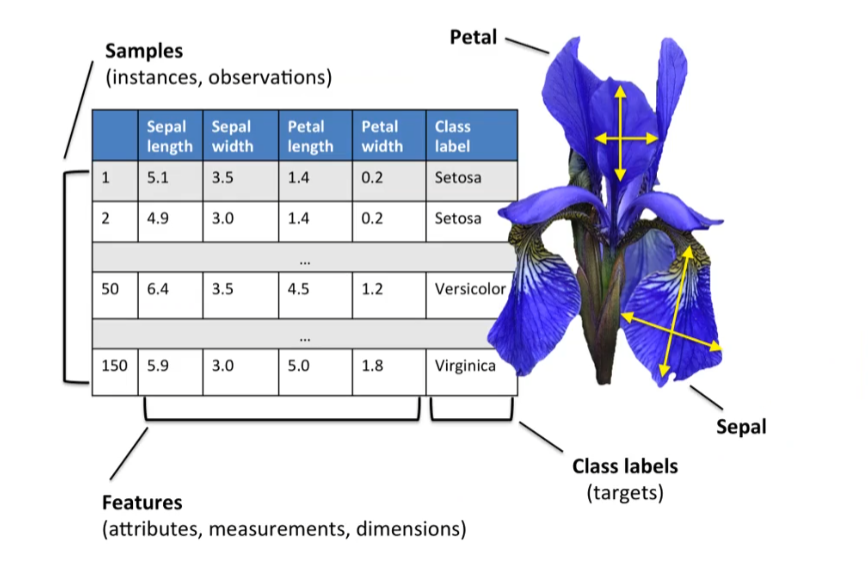 Samples
(instances, observations)
Petal
Sepal length Sepal width Petal length Petal width Class label
1 5.1 3.5 1.4 0.2 Setosa
2 4.9 3.0 1.4 0.2 Setosa
...
50 6.4 3.5 4.5 1.2 Versicolor
...
150 5.9 3.0 5.0 1.8 Virginica
Sepal
Class labels
(targets)
Features
(attributes, measurements, dimensions)